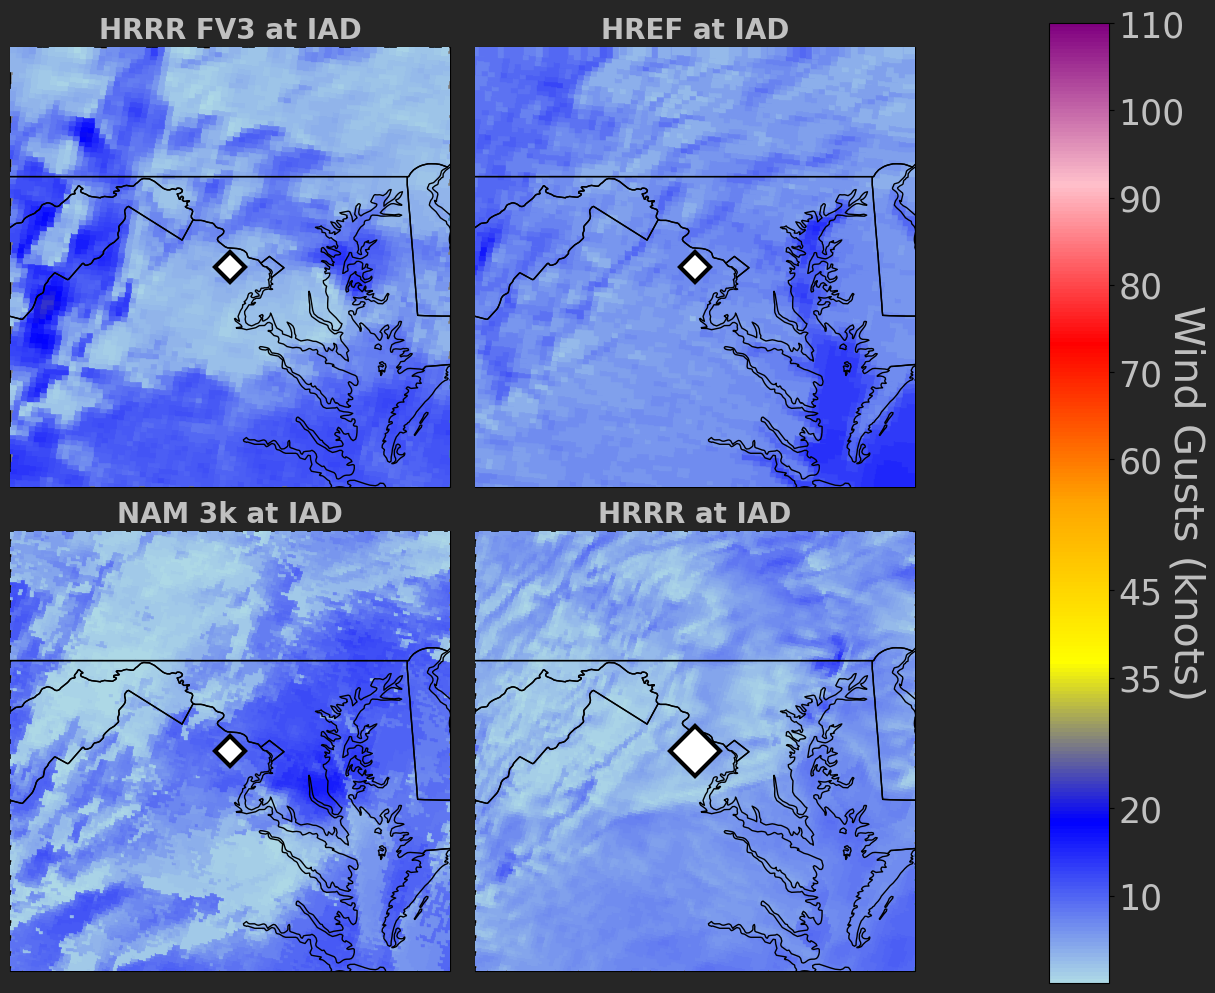 HRRR FV3 at IAD
HREF at IAD
NAM 3k at IAD
HRRR at IAD
110
100
90
80
70
60
45
35
20
10
Wind Gusts (knots)